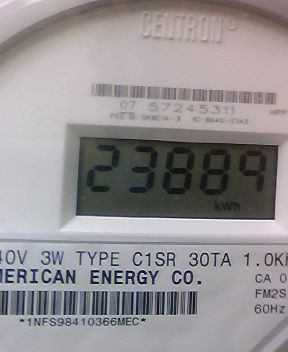 CENTRON®
07 57245311
23889
kWh
40V 3W TYPE C1SR 30TA 1.0K
MERICAN ENERGY CO.
CA 0
FM2S
60Hz
*1NFS98410366MEC*